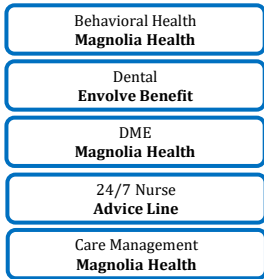 Behavioral Health
Magnolia Health
Dental
Envolve Benefit
DME
Magnolia Health
24/7 Nurse
Advice Line
Care Management
Magnolia Health